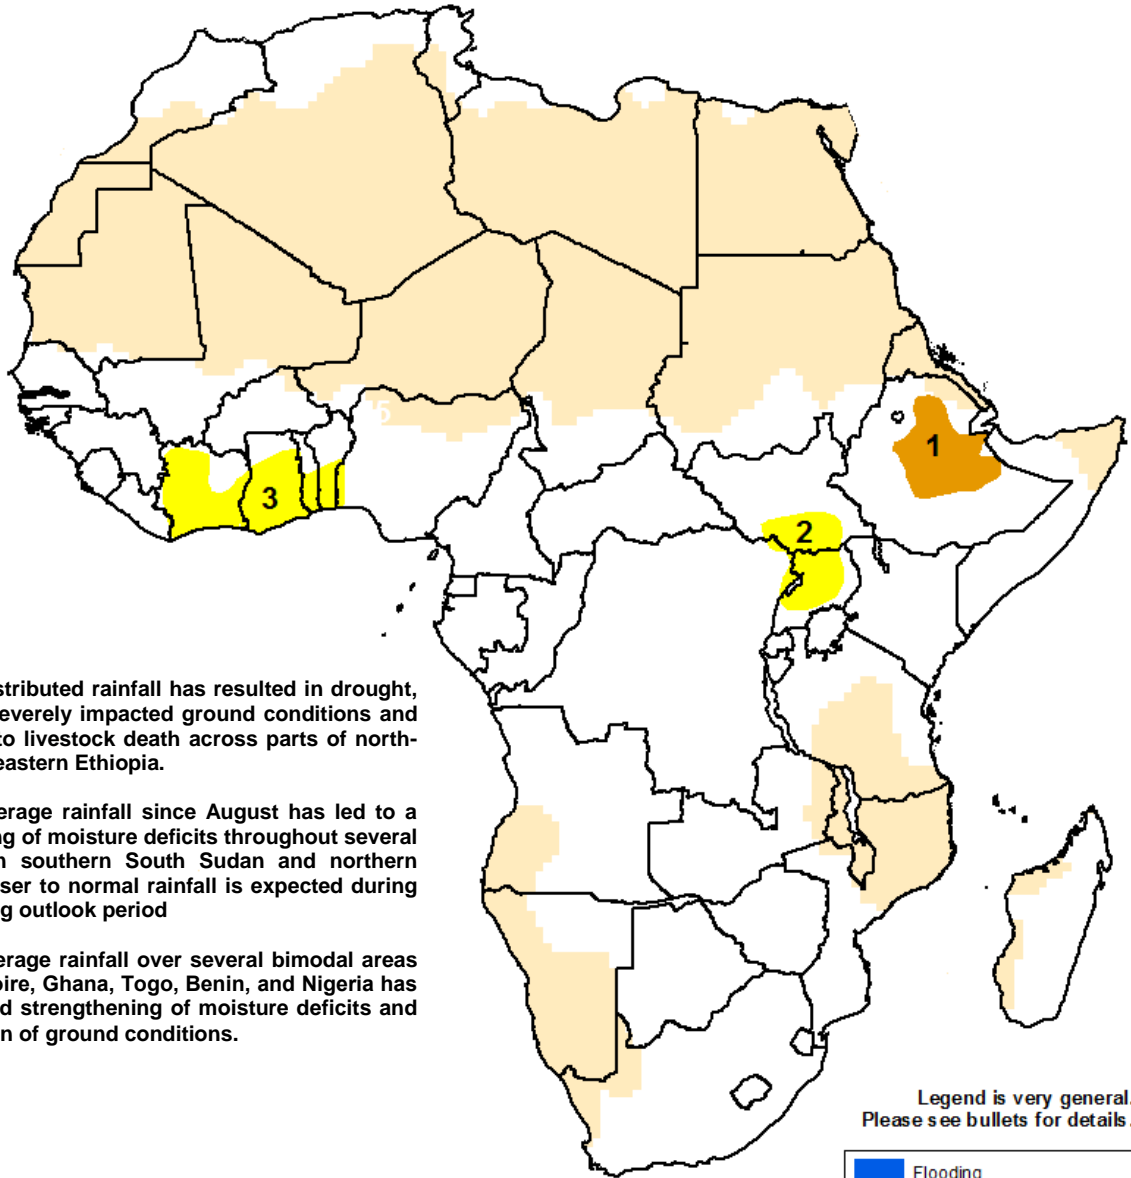 1
2
3
5
stributed rainfall has resulted in drought,
everely impacted ground conditions and
to livestock death across parts of north-
eastern Ethiopia.
erage rainfall since August has led to a
ng of moisture deficits throughout several
n southern South Sudan and northern
ser to normal rainfall is expected during
g outlook period
erage rainfall over several bimodal areas
oire, Ghana, Togo, Benin, and Nigeria has
d strengthening of moisture deficits and
n of ground conditions.
Legend is very general.
Please see bullets for details.
Flooding